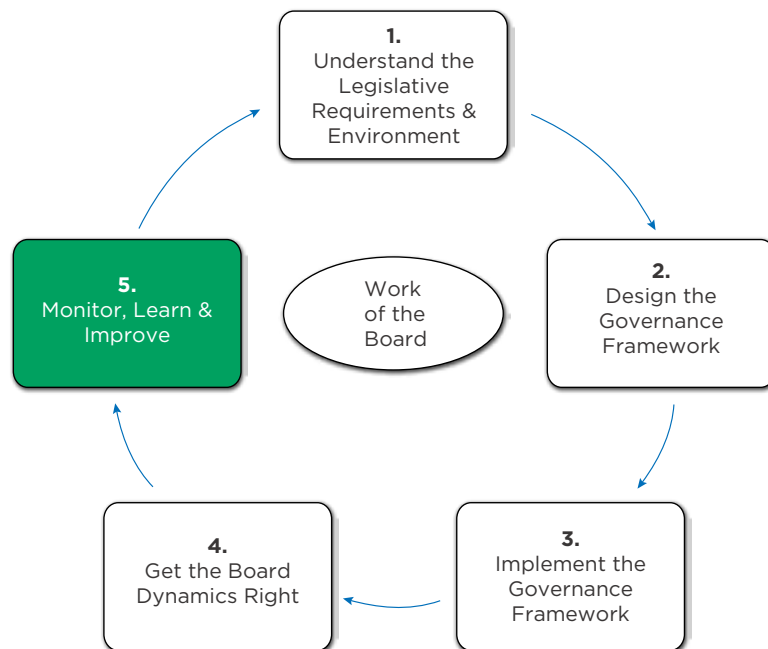 1.
Understand the
Legislative
Requirements &
Environment
2.
Design the
Governance
Framework
3.
Implement the
Governance
Framework
4.
Get the Board
Dynamics Right
5.
Monitor, Learn &
Improve
Work
of the
Board